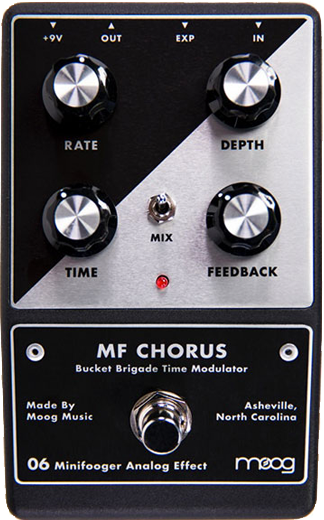 +9V OUT EXP IN
RATE DEPTH
MIX
TIME FEEDBACK
MF CHORUS
Bucket Brigade Time Modulator
Made By Asheville,
Moog Music North Carolina
06 Minifooger Analog Effect moog